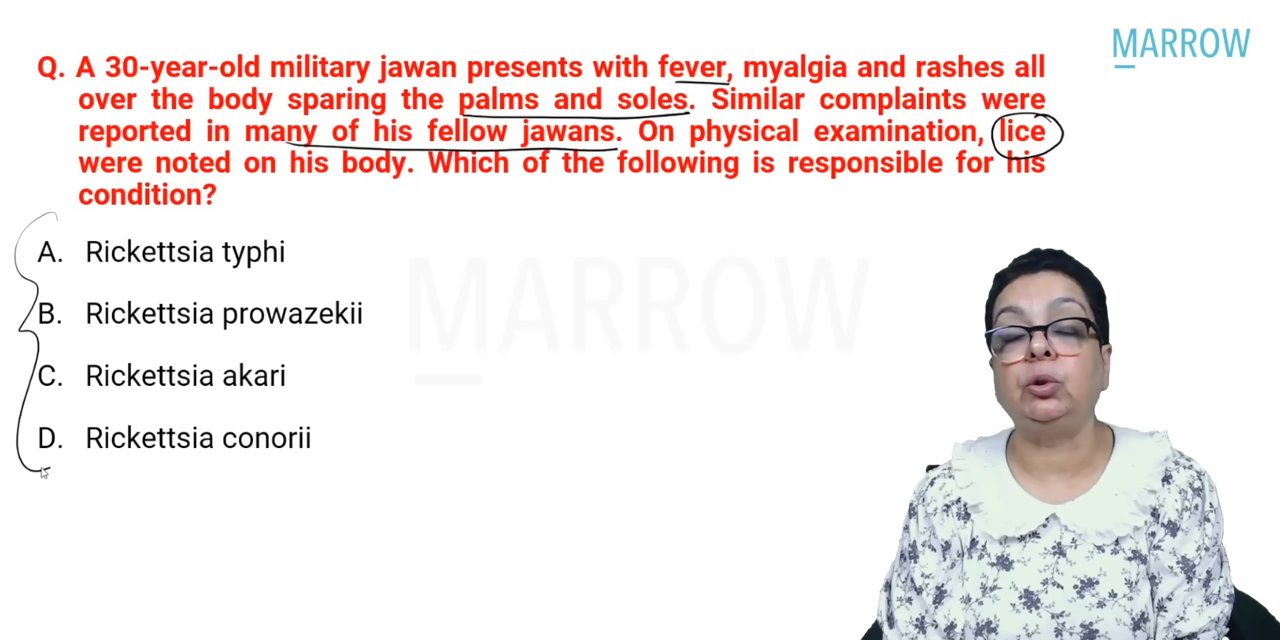 MARROW
Q. A 30-year-old military jawan presents with fever, myalgia and rashes all
over the body sparing the palms and soles. Similar complaints were
reported in many of his fellow jawans. On physical examination, lice
were noted on his body. Which of the following is responsible for his
condition?
A. Rickettsia typhi
B. Rickettsia prowazekii
C. Rickettsia akari
D. Rickettsia conorii
MARROW